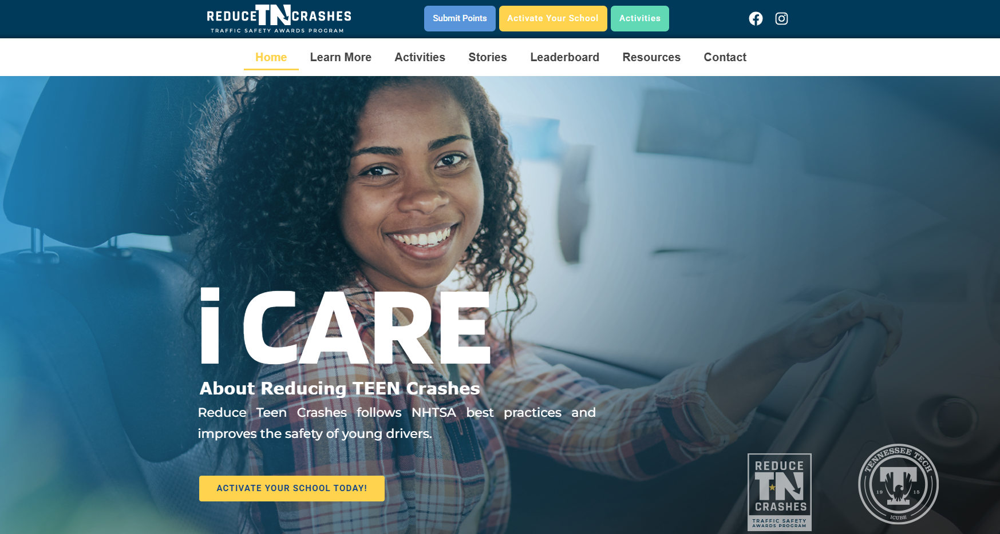 REDUCE TN CRASHES
TRAFFIC SAFETY AWARDS PROGRAM
Submit Points
Activate Your School
Activities
Home
Learn More
Activities
Stories
Leaderboard
Resources
Contact
i CARE
About Reducing TEEN Crashes
Reduce Teen Crashes follows NHTSA best practices and
improves the safety of young drivers.
ACTIVATE YOUR SCHOOL TODAY!
REDUCE
TN
CRASHES
TRAFFIC SAFETY
AWARDS PROGRAM
TENNESSEE TECH
T
19 15
iCUBE